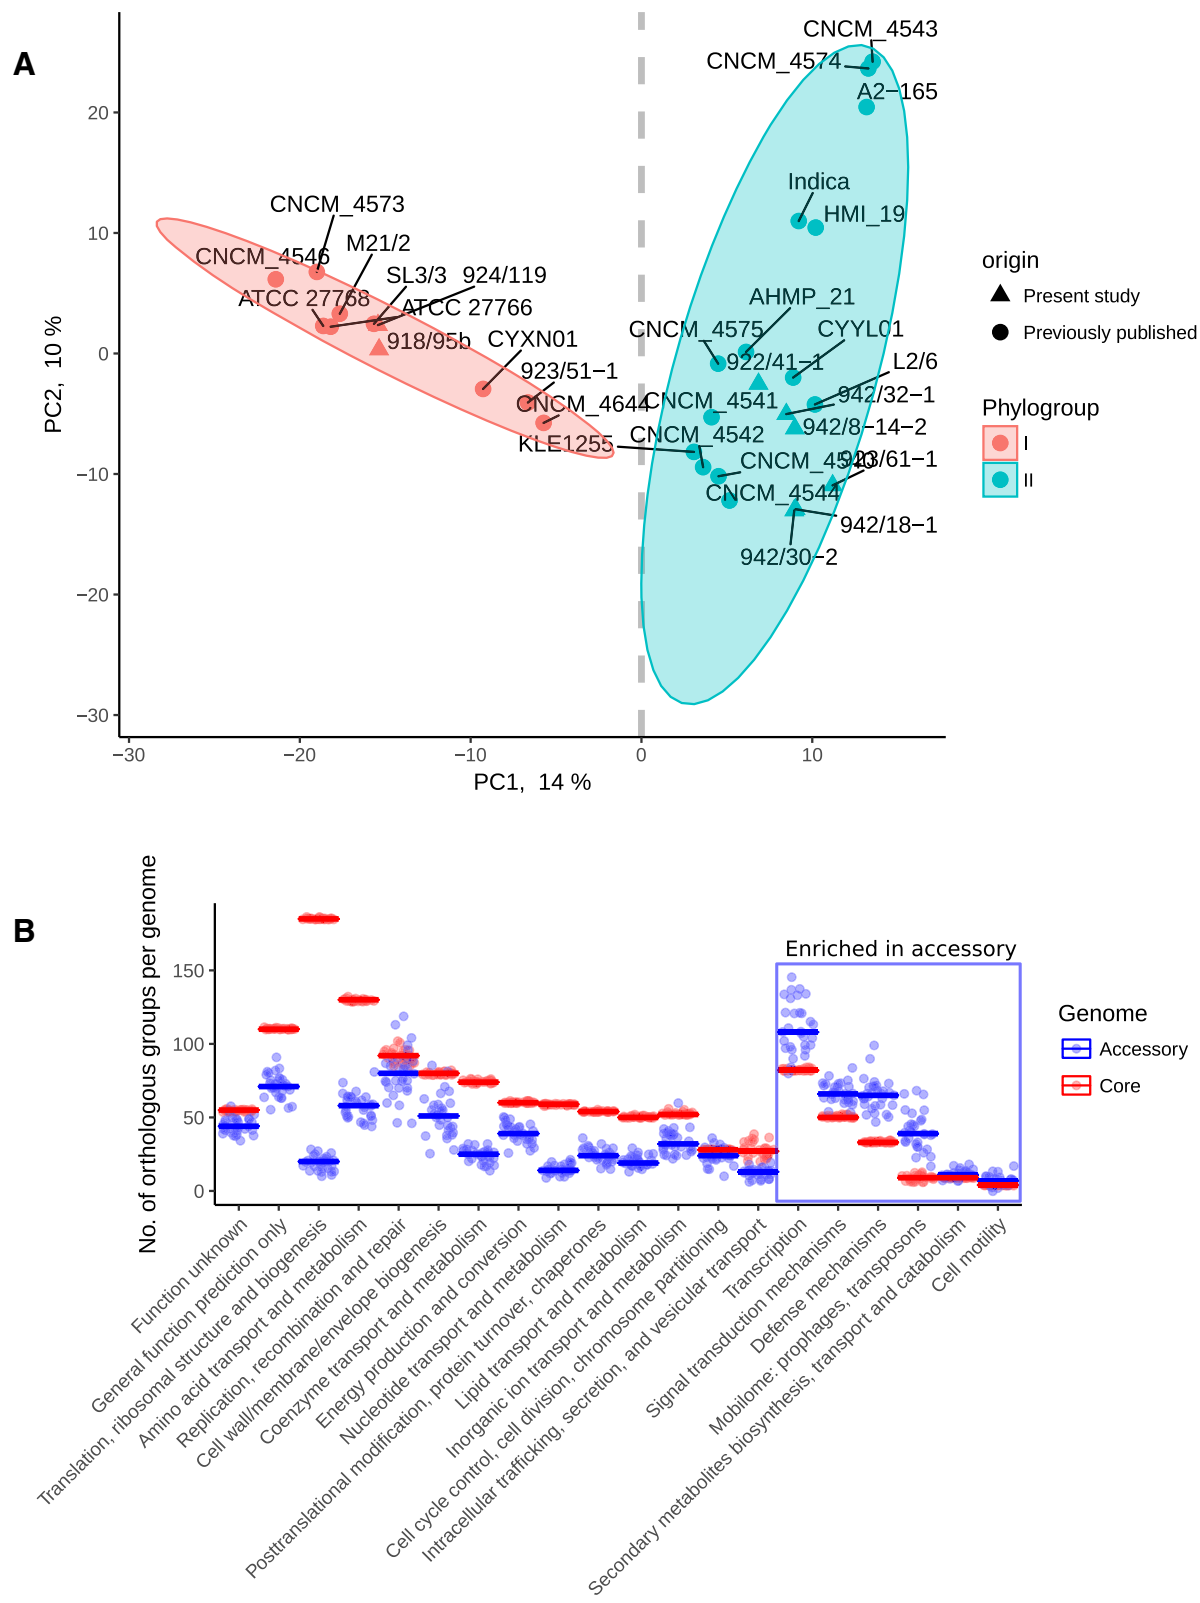 A
CNCM_4543
CNCM_4574
A2−165
20
Indica
HMI_19
CNCM_4573
10
M21/2
CNCM_4546
SL3/3
924/119
ATCC 27768
ATCC 27766
AHMP_21
CNCM_4575
CYYL01
918/95b
CYXN01
922/41−1
L2/6
0
923/51−1
942/32−1
CNCM_4644
CNCM_4541
942/8−14−2
KLE1255
CNCM_4542
CNCM_4540
923/61−1
−10
CNCM_4544
942/18−1
942/30−2
−20
−30
PC2, 10 %
−30
−20
−10
0
10
PC1, 14 %
origin
Present study
Previously published
Phylogroup
I
II
B
No. of orthologous groups per genome
150
100
50
0
Enriched in accessory
Genome
Accessory
Core
Function unknown
General function prediction only
Translation, ribosomal structure and biogenesis
Amino acid transport and metabolism
Replication, recombination and repair
Cell wall/membrane/envelope biogenesis
Coenzyme transport and metabolism
Energy production and conversion
Nucleotide transport and metabolism
Posttranslational modification, protein turnover, chaperones
Lipid transport and metabolism
Inorganic ion transport and metabolism
Cell cycle control, cell division, chromosome partitioning
Intracellular trafficking, secretion, and vesicular transport
Transcription
Signal transduction mechanisms
Defense mechanisms
Mobilome: prophages, transposons
Secondary metabolites biosynthesis, transport and catabolism
Cell motility